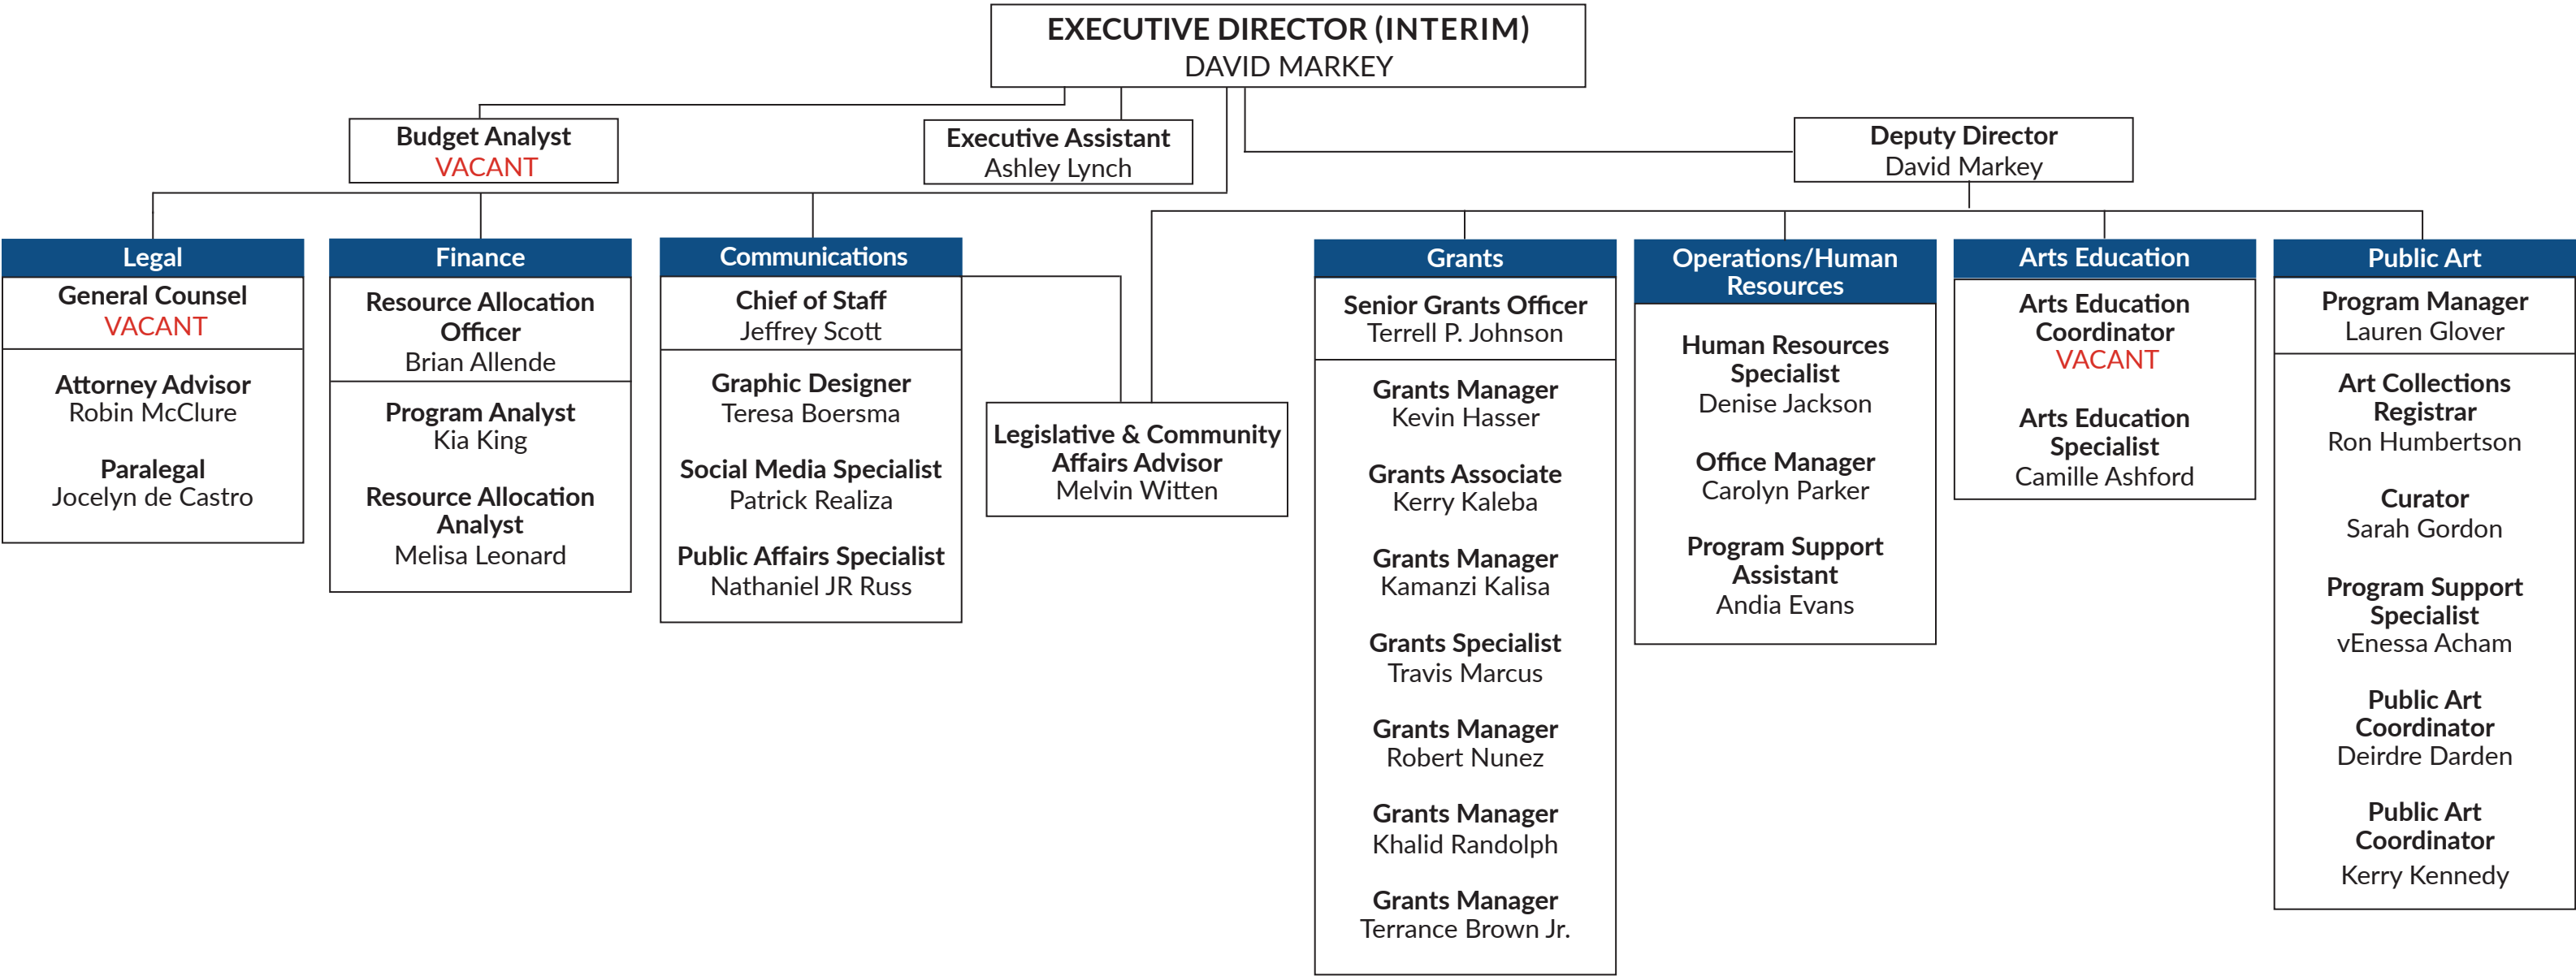 EXECUTIVE DIRECTOR (INTERIM)
DAVID MARKEY
Budget Analyst
VACANT
Executive Assistant
Ashley Lynch
Deputy Director
David Markey
Legal
General Counsel
VACANT
Attorney Advisor
Robin McClure
Paralegal
Jocelyn de Castro
Finance
Resource Allocation
Officer
Brian Allende
Program Analyst
Kia King
Resource Allocation
Analyst
Melisa Leonard
Communications
Chief of Staff
Jeffrey Scott
Graphic Designer
Teresa Boersma
Social Media Specialist
Patrick Realiza
Public Affairs Specialist
Nathaniel JR Russ
Legislative & Community
Affairs Advisor
Melvin Witten
Grants
Senior Grants Officer
Terrell P. Johnson
Grants Manager
Kevin Hasser
Grants Associate
Kerry Kaleba
Grants Manager
Kamanzi Kalisa
Grants Specialist
Travis Marcus
Grants Manager
Robert Nunez
Grants Manager
Khalid Randolph
Grants Manager
Terrance Brown Jr.
Operations/Human
Resources
Human Resources
Specialist
Denise Jackson
Office Manager
Carolyn Parker
Program Support
Assistant
Andia Evans
Arts Education
Arts Education
Coordinator
VACANT
Arts Education
Specialist
Camille Ashford
Public Art
Program Manager
Lauren Glover
Art Collections
Registrar
Ron Humbertson
Curator
Sarah Gordon
Program Support
Specialist
vEnessa Acham
Public Art
Coordinator
Deirdre Darden
Public Art
Coordinator
Kerry Kennedy